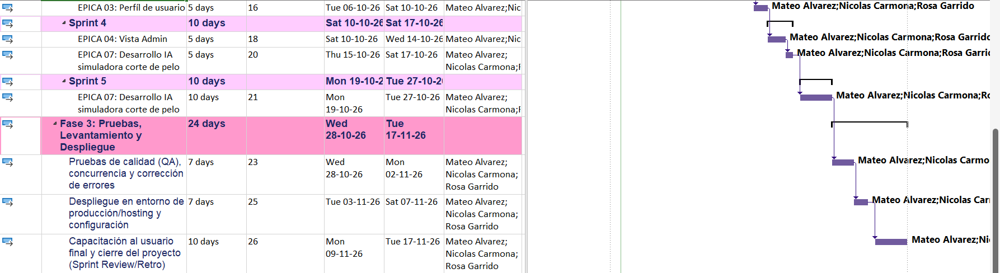 EPICA 03: Perfíl de usuario 5 days 16 Tue 06-10-26 Sat 10-10-26 Mateo Alvarez;Nic Mateo Alvarez;Nicolas Carmona;Rosa Garrido
Sprint 4 10 days Sat 10-10-26 Sat 17-10-26
EPICA 04: Vista Admin 5 days 18 Sat 10-10-26 Wed 14-10-26 Mateo Alvarez;Nic Mateo Alvarez;Nicolas Carmona;Rosa Garrido
EPICA 07: Desarrollo IA 5 days 20 Thu 15-10-26 Sat 17-10-26 Mateo Alvarez; Mateo Alvarez;Nicolas Carmona;Rosa Garric
simuladora corte de pelo Nicolas Carmona;F
Sprint 5 10 days Mon 19-10-2 Tue 27-10-26
EPICA 07: Desarrollo IA 10 days 21 Mon Tue 27-10-26 Mateo Alvarez; Mateo Alvarez;Nicolas Carmona;Ro
simuladora corte de pelo 19-10-26 Nicolas Carmona;F
Fase 3: Pruebas, 24 days Wed Tue
Levantamiento y 28-10-26 17-11-26
Despliegue
Pruebas de calidad (QA), 7 days 23 Wed Mon Mateo Alvarez; Mateo Alvarez;Nicolas Carmo
concurrencia y corrección 28-10-26 02-11-26 Nicolas Carmona;
de errores Rosa Garrido
Despliegue en entorno de 7 days 25 Tue 03-11-26 Sat 07-11-26 Mateo Alvarez; Mateo Alvarez;Nicolas Car
producción/hosting y Nicolas Carmona;
configuración Rosa Garrido
Capacitación al usuario 10 days 26 Mon Tue 17-11-26 Mateo Alvarez; Mateo Alvarez;Ni
final y cierre del proyecto 09-11-26 Nicolas Carmona;
(Sprint Review/Retro) Rosa Garrido